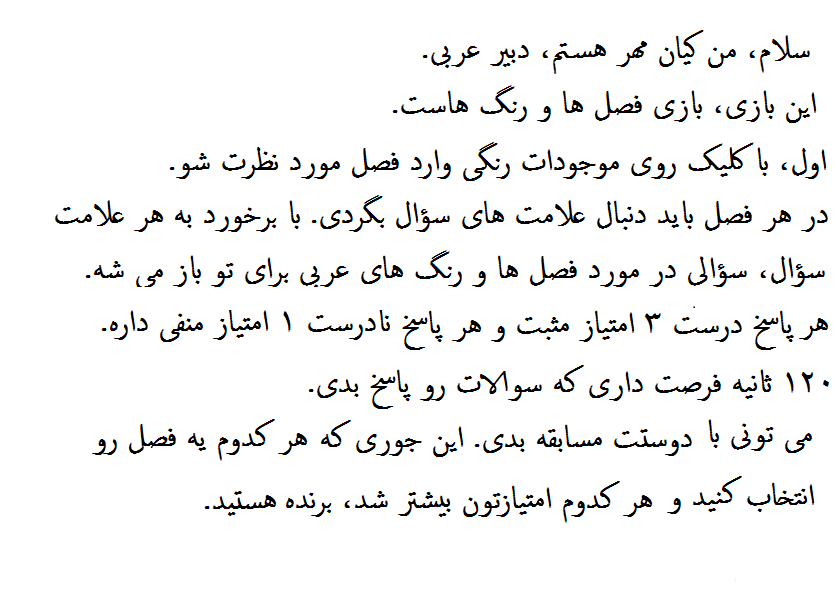 سلام، من کیان مهر هستم، دبیر عربی.
این بازی، بازی فصل ها و رنگ هاست.
اول، با کلیک روی موجودات رنگی وارد فصل مورد نظرت شو.
در هر فصل باید دنبال علامت های سؤال بگردی. با برخورد به هر علامت
سؤال، سؤالی در مورد فصل ها و رنگ های عربی برای تو باز می شه.
هر پاسخ درست ۳ امتیاز مثبت و هر پاسخ نادرست ۱ امتیاز منفی داره.
۱۲۰ ثانیه فرصت داری که سوالات رو پاسخ بدی.
می تونی با دوستت مسابقه بدی. این جوری که هر کدوم یه فصل رو
انتخاب کنید و هر کدوم امتیازتون بیشتر شد، برنده هستید.